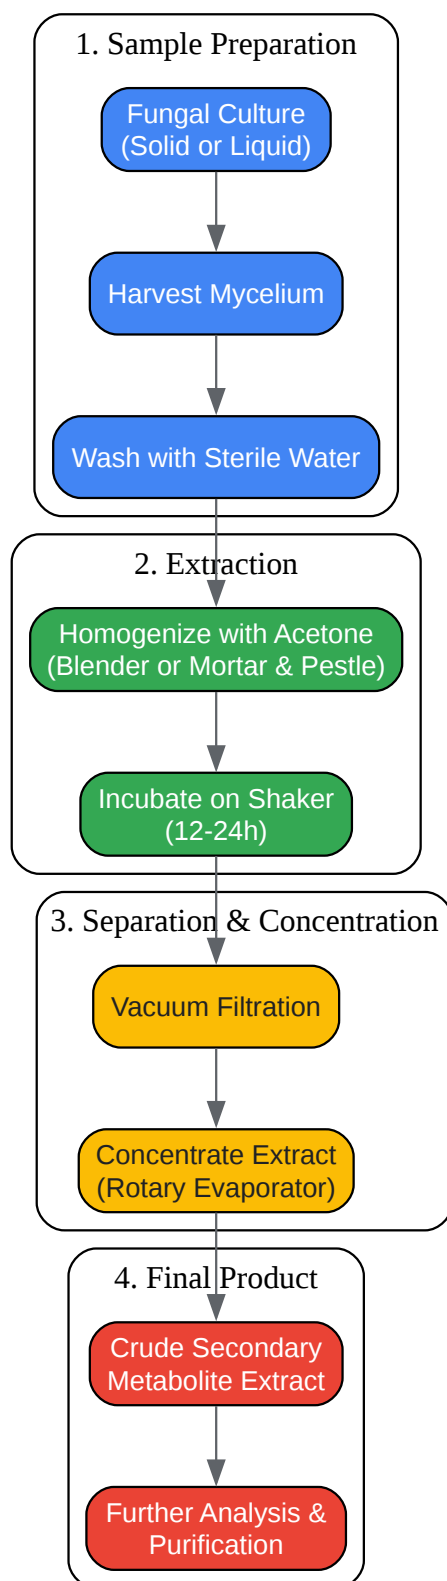 1. Sample Preparation
Fungal Culture
(Solid or Liquid)
Harvest Mycelium
Wash with Sterile Water
2. Extraction
Homogenize with Acetone
(Blender or Mortar & Pestle)
Incubate on Shaker
(12-24h)
3. Separation & Concentration
Vacuum Filtration
Concentrate Extract
(Rotary Evaporator)
4. Final Product
Crude Secondary
Metabolite Extract
Further Analysis &
Purification